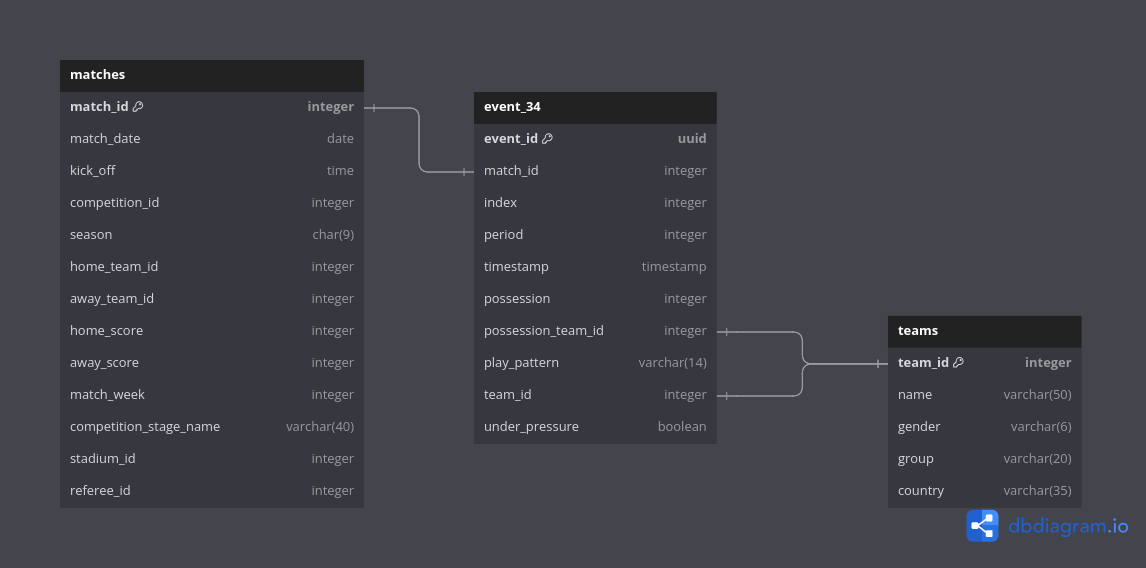 matches
match_id integer
match_date date
kick_off time
competition_id integer
season char(9)
home_team_id integer
away_team_id integer
home_score integer
away_score integer
match_week integer
competition_stage_name varchar(40)
stadium_id integer
referee_id integer
event_34
event_id uuid
match_id integer
index integer
period integer
timestamp timestamp
possession integer
possession_team_id integer
play_pattern varchar(14)
team_id integer
under_pressure boolean
teams
team_id integer
name varchar(50)
gender varchar(6)
group varchar(20)
country varchar(35)
dbdiagram.io